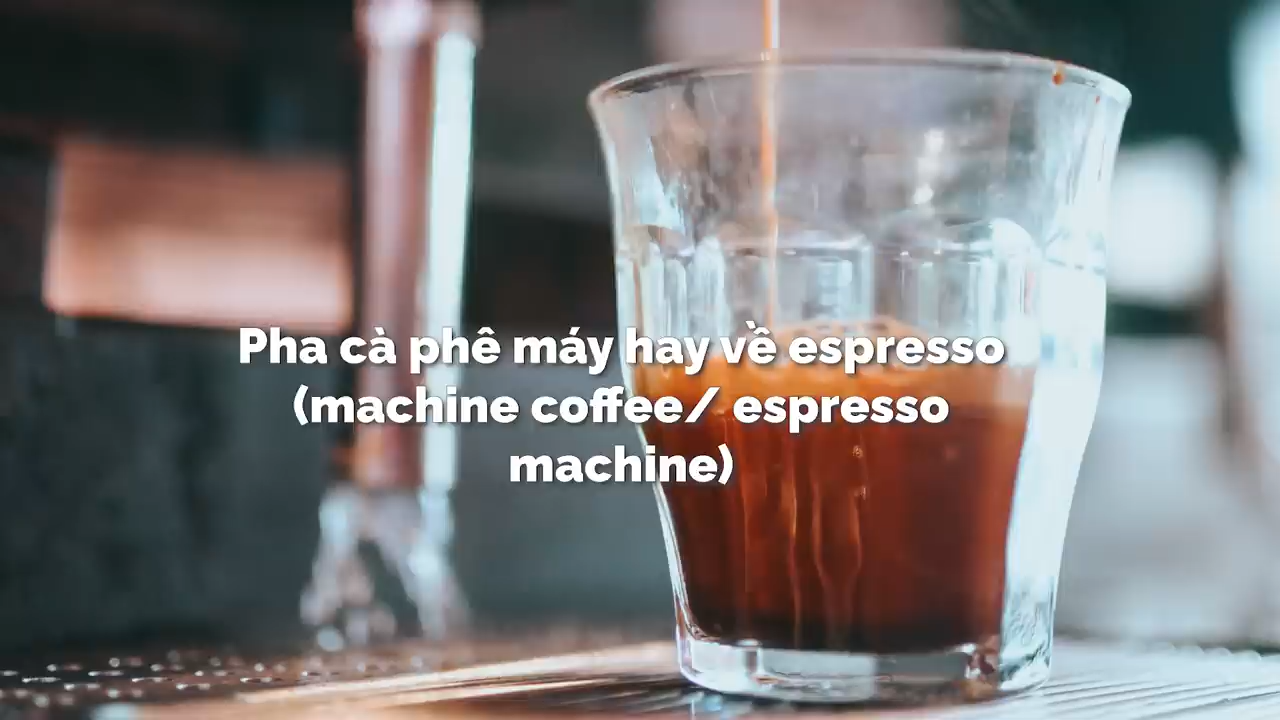 Pha cà phê máy hay về espresso
(machine coffee/ espresso
machine)